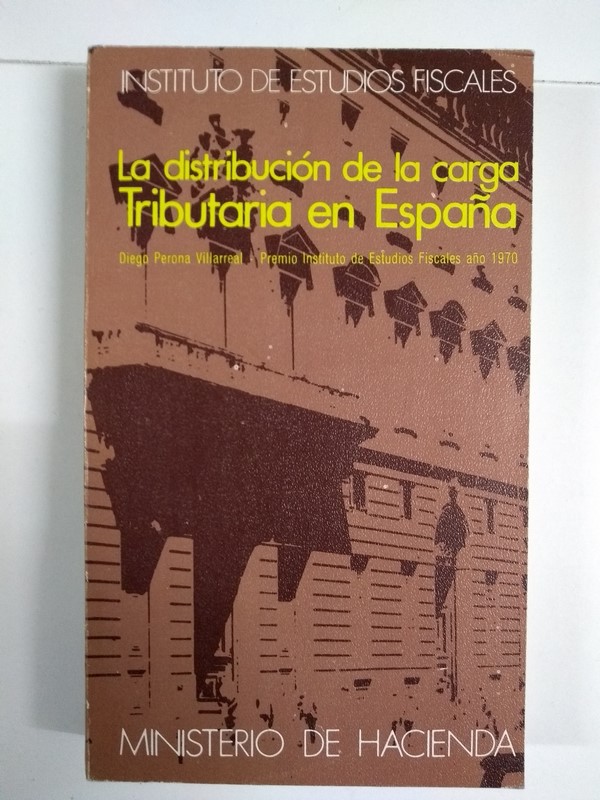 INSTITUTO DE ESTUDIOS FISCALES
La distribución de la carga
Tributaria en España
Diego Perona Villarreal. Premio Instituto de Estudios Fiscales año 1970
MINISTERIO DE HACIENDA